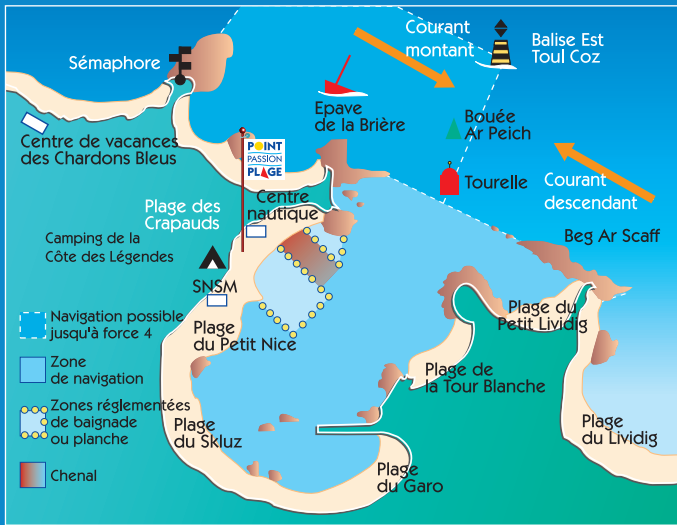 Sémaphore
Courant
montant
Balise Est
Toul Coz
Epave
de la Brière
Bouée
Ar Peich
Centre de vacances
des Chardons Bleus
POINT
PASSION
PLAGE
Tourelle
Courant
descendant
Plage des
Crapauds
Centre
nautique
Beg Ar Scaff
Camping de la
Côte des Légendes
SNSM
Plage du
Petit Lividig
Navigation possible
jusqu'à force 4
Plage
du Petit Nice
Zone
de navigation
Plage de
la Tour Blanche
Zones réglementées
de baignade
ou planche
Plage
du Skluz
Plage
du Lividig
Chenal
Plage
du Garo